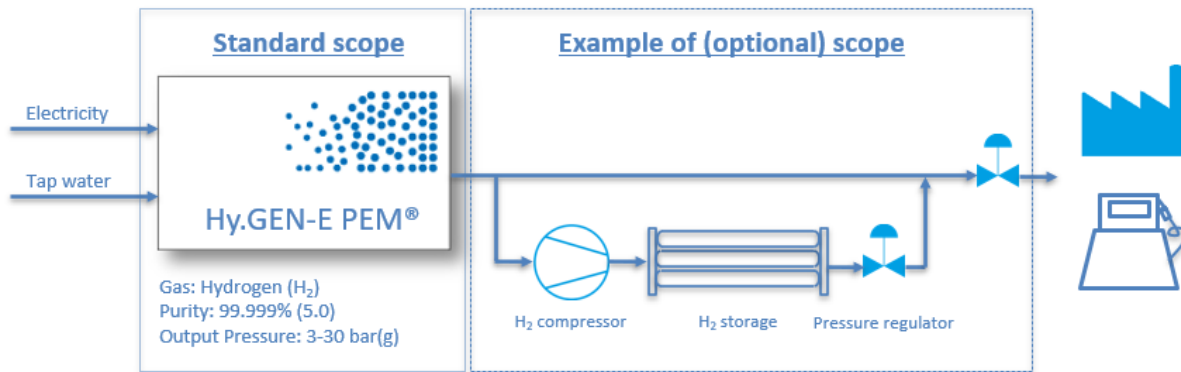 Standard scope
Example of (optional) scope
Electricity
Tap water
Hy.GEN-E PEM®
Gas: Hydrogen (H₂)
Purity: 99.999% (5.0)
Output Pressure: 3-30 bar(g)
H₂ compressor
H₂ storage
Pressure regulator